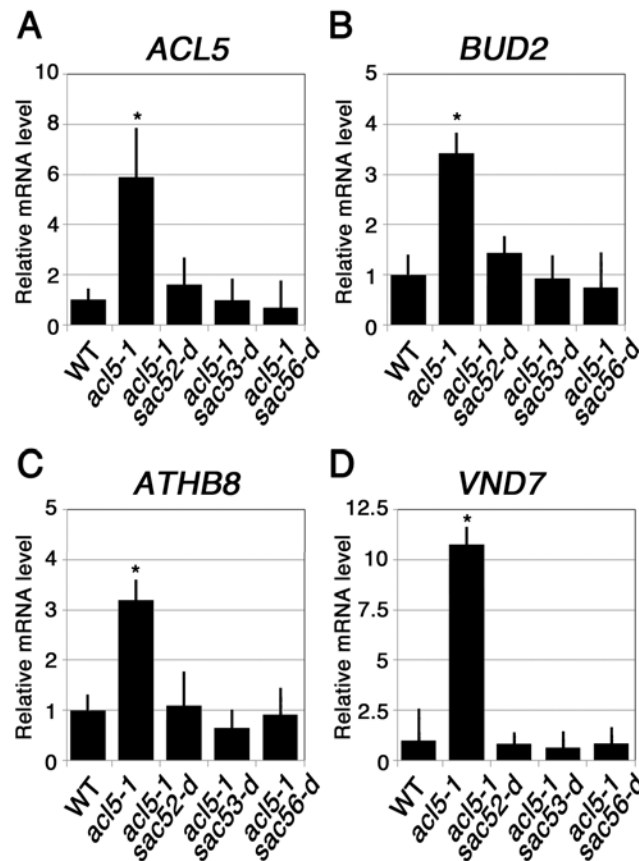 A
ACL5
Relative mRNA level
10
8
6
4
2
0
*
WT
acl5-1
acl5-1
sac52-d
acl5-1
sac53-d
acl5-1
sac56-d
B
BUD2
Relative mRNA level
5
4
3
2
1
0
*
WT
acl5-1
acl5-1
sac52-d
acl5-1
sac53-d
acl5-1
sac56-d
C
ATHB8
Relative mRNA level
5
4
3
2
1
0
*
WT
acl5-1
acl5-1
sac52-d
acl5-1
sac53-d
acl5-1
sac56-d
D
VND7
Relative mRNA level
12.5
10
7.5
5
2.5
0
*
WT
acl5-1
acl5-1
sac52-d
acl5-1
sac53-d
acl5-1
sac56-d